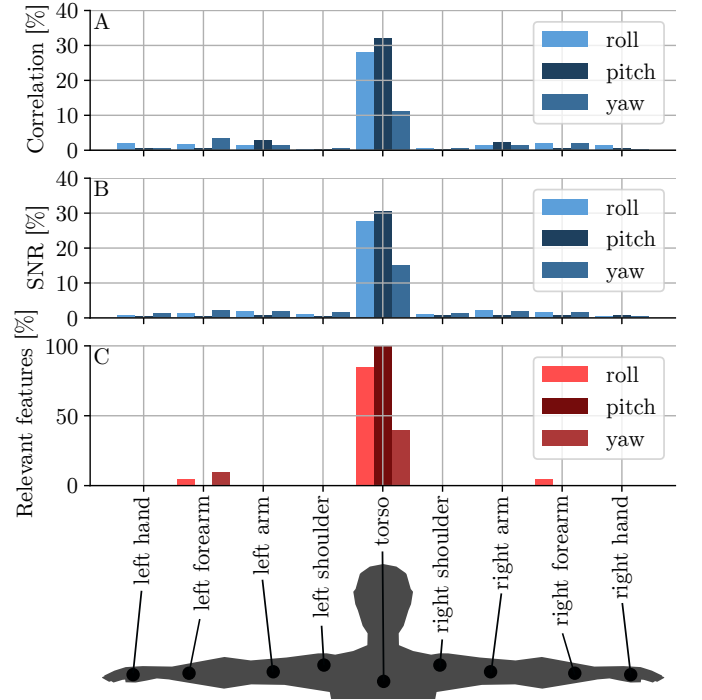 A
Correlation [%]
40
30
20
10
0
roll
pitch
yaw
B
SNR [%]
40
30
20
10
0
roll
pitch
yaw
C
Relevant features [%]
100
50
0
roll
pitch
yaw
left hand
left forearm
left arm
left shoulder
torso
right shoulder
right arm
right forearm
right hand